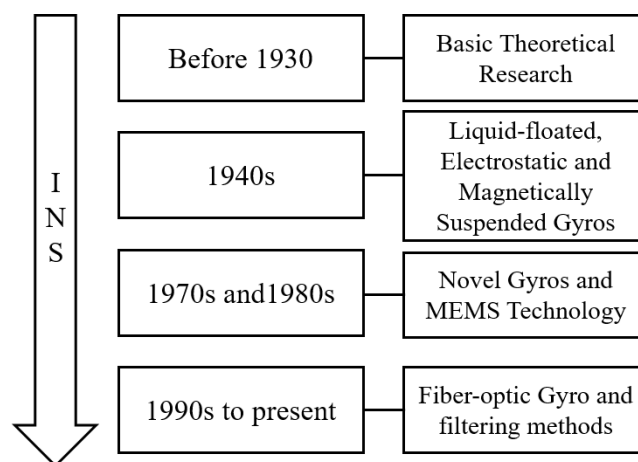 I
N
S
Before 1930
Basic Theoretical
Research
1940s
Liquid-floated,
Electrostatic and
Magnetically
Suspended Gyros
1970s and1980s
Novel Gyros and
MEMS Technology
1990s to present
Fiber-optic Gyro and
filtering methods